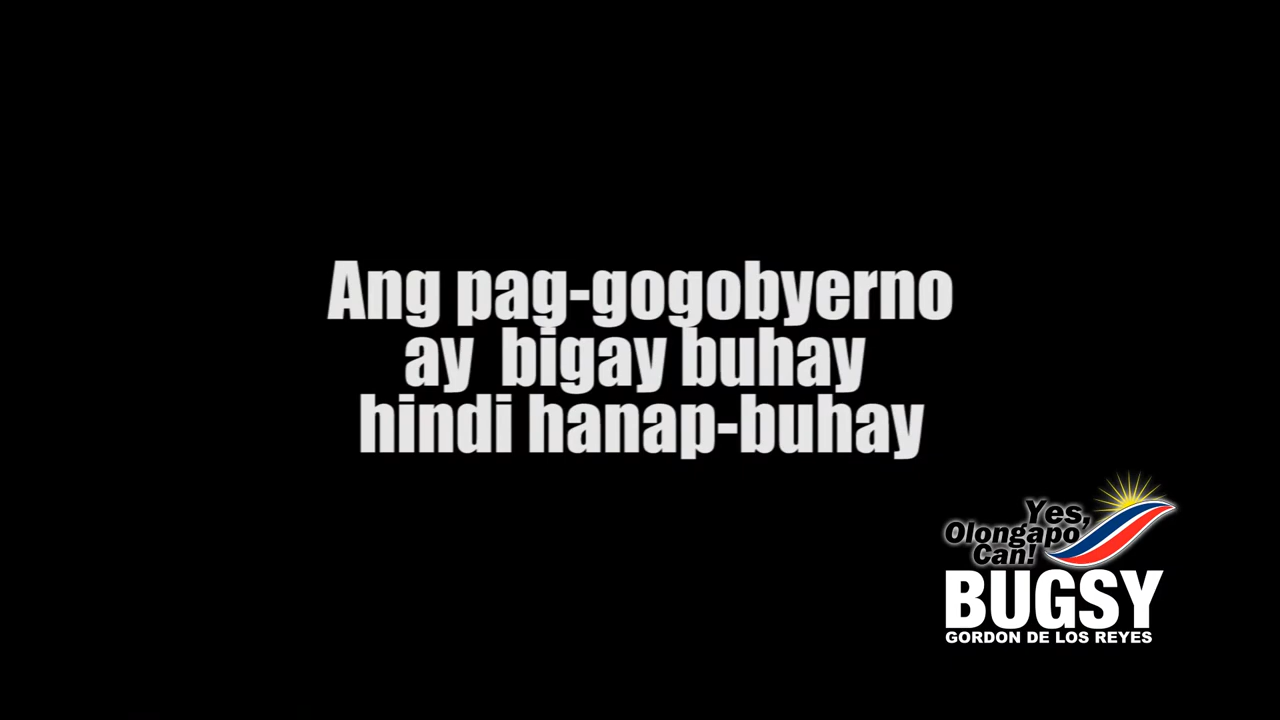 Ang pag-gogobyerno
ay bigay buhay
hindi hanap-buhay
Yes,
Olongapo
Can!
BUGSY
GORDON DE LOS REYES